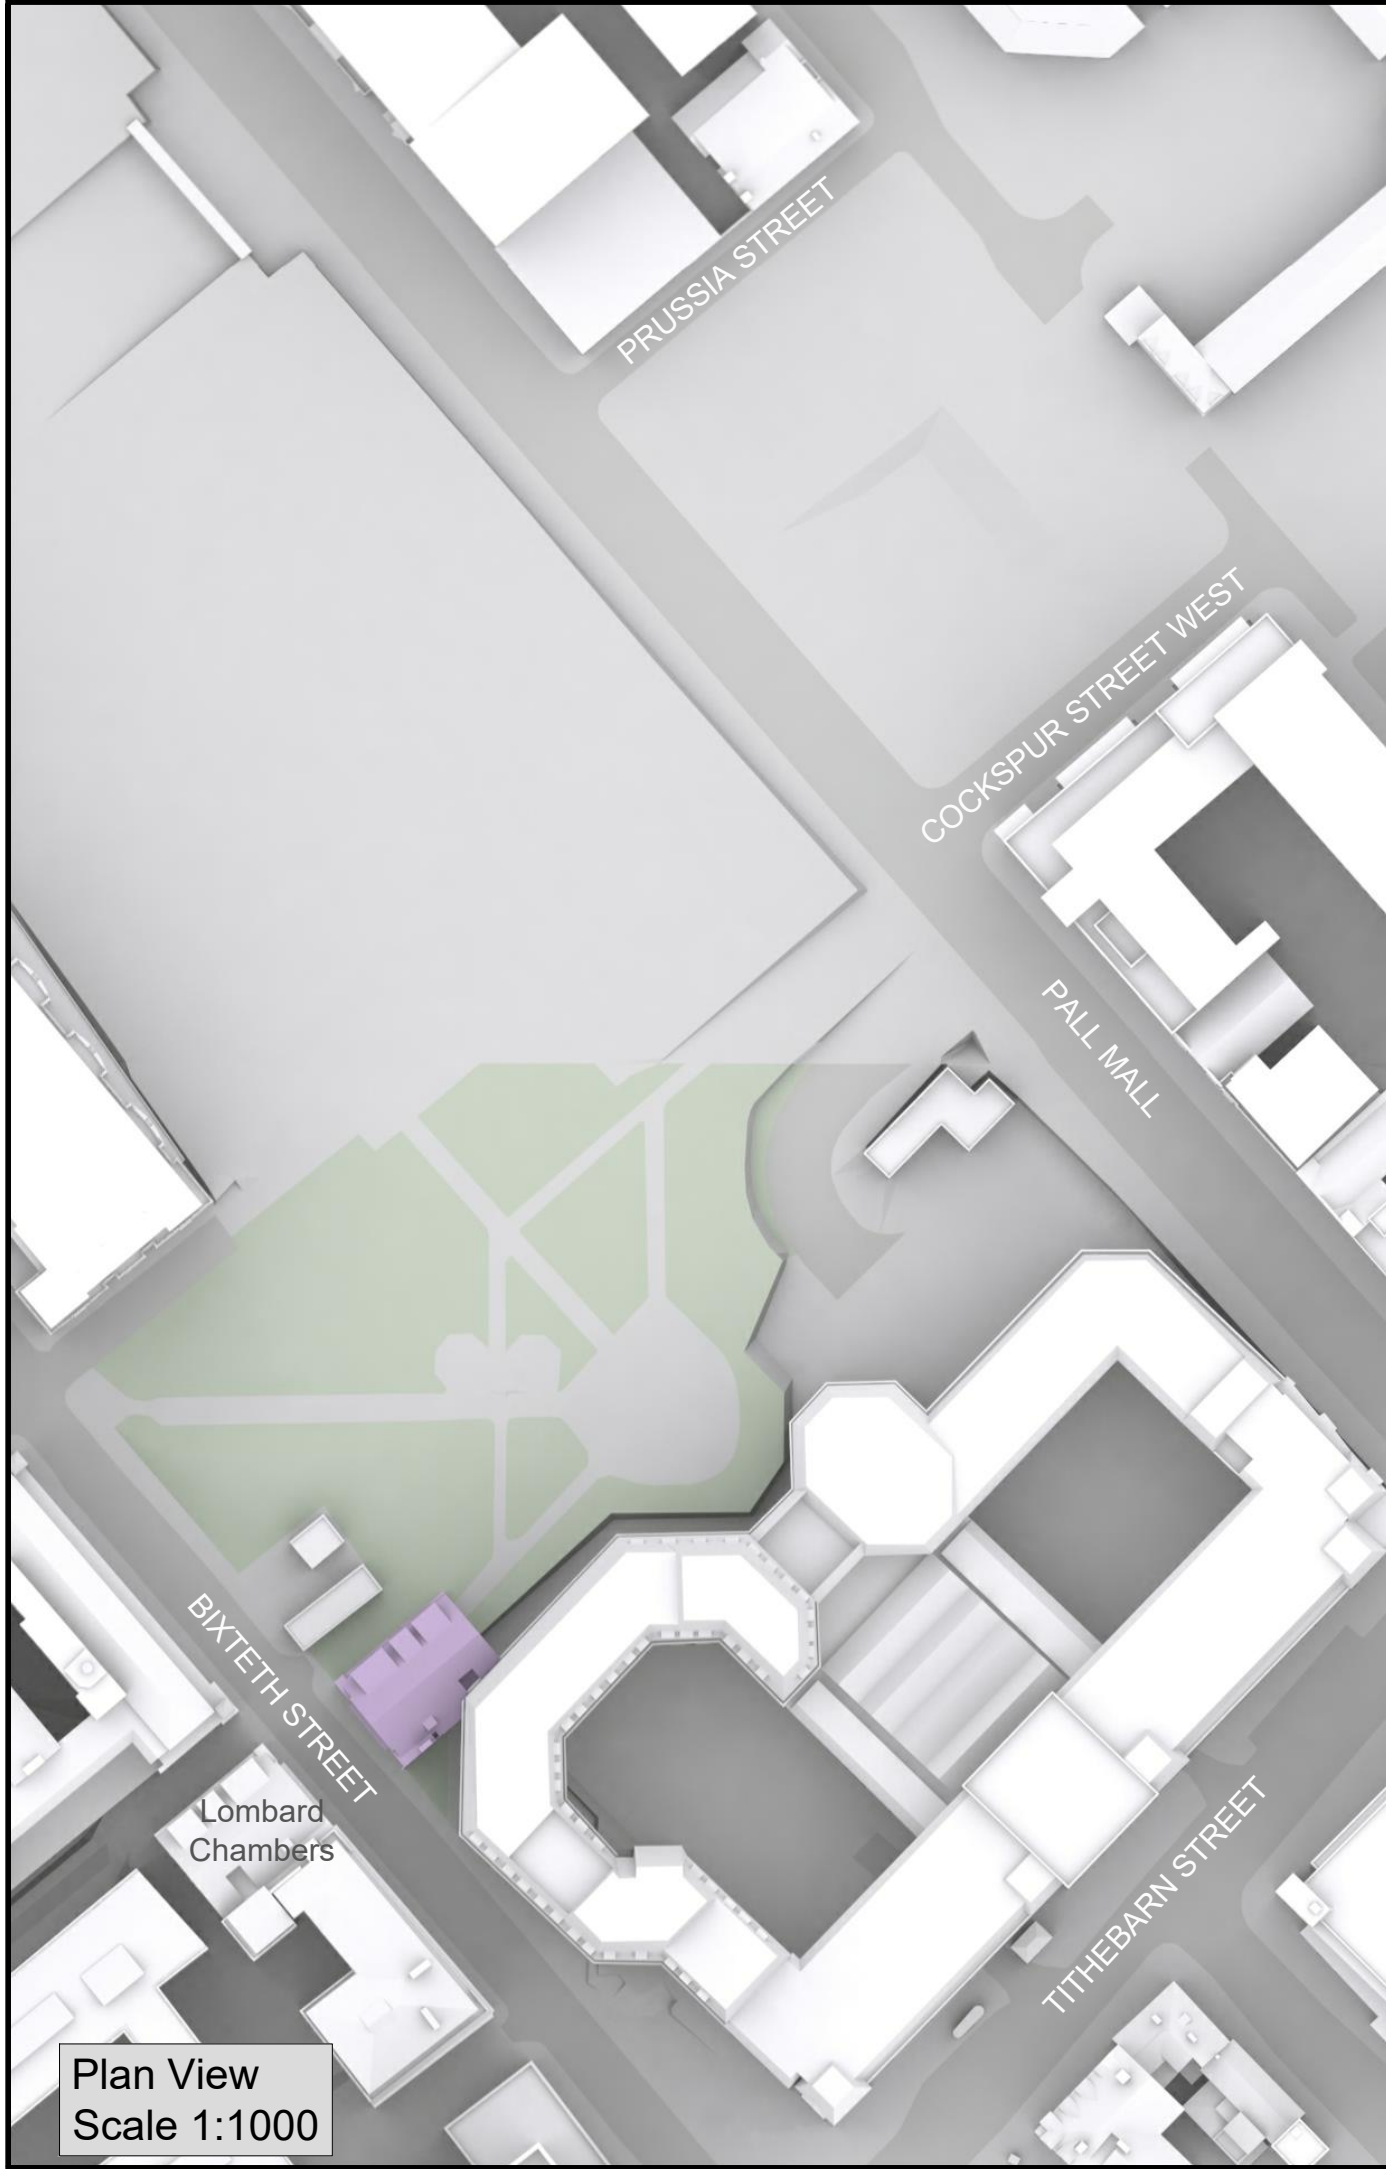 PRUSSIA STREET
COCKSPUR STREET WEST
PALL MALL
BIXTETH STREET
Lombard
Chambers
TITHEBARN STREET
Plan View
Scale 1:1000